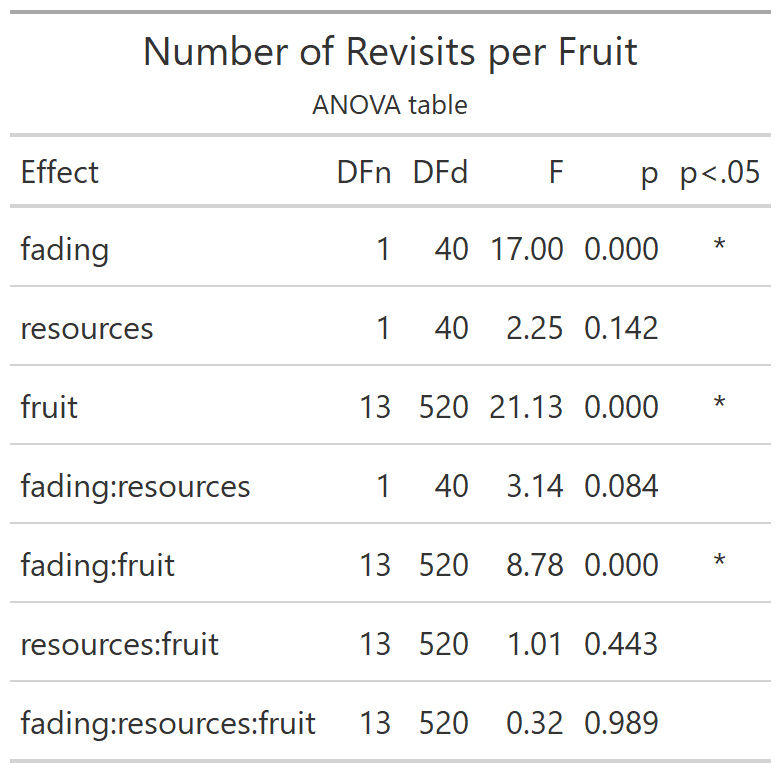 Number of Revisits per Fruit
ANOVA table
Effect DFn DFd F p p<.05
fading 1 40 17.00 0.000 *
resources 1 40 2.25 0.142
fruit 13 520 21.13 0.000 *
fading:resources 1 40 3.14 0.084
fading:fruit 13 520 8.78 0.000 *
resources:fruit 13 520 1.01 0.443
fading:resources:fruit 13 520 0.32 0.989